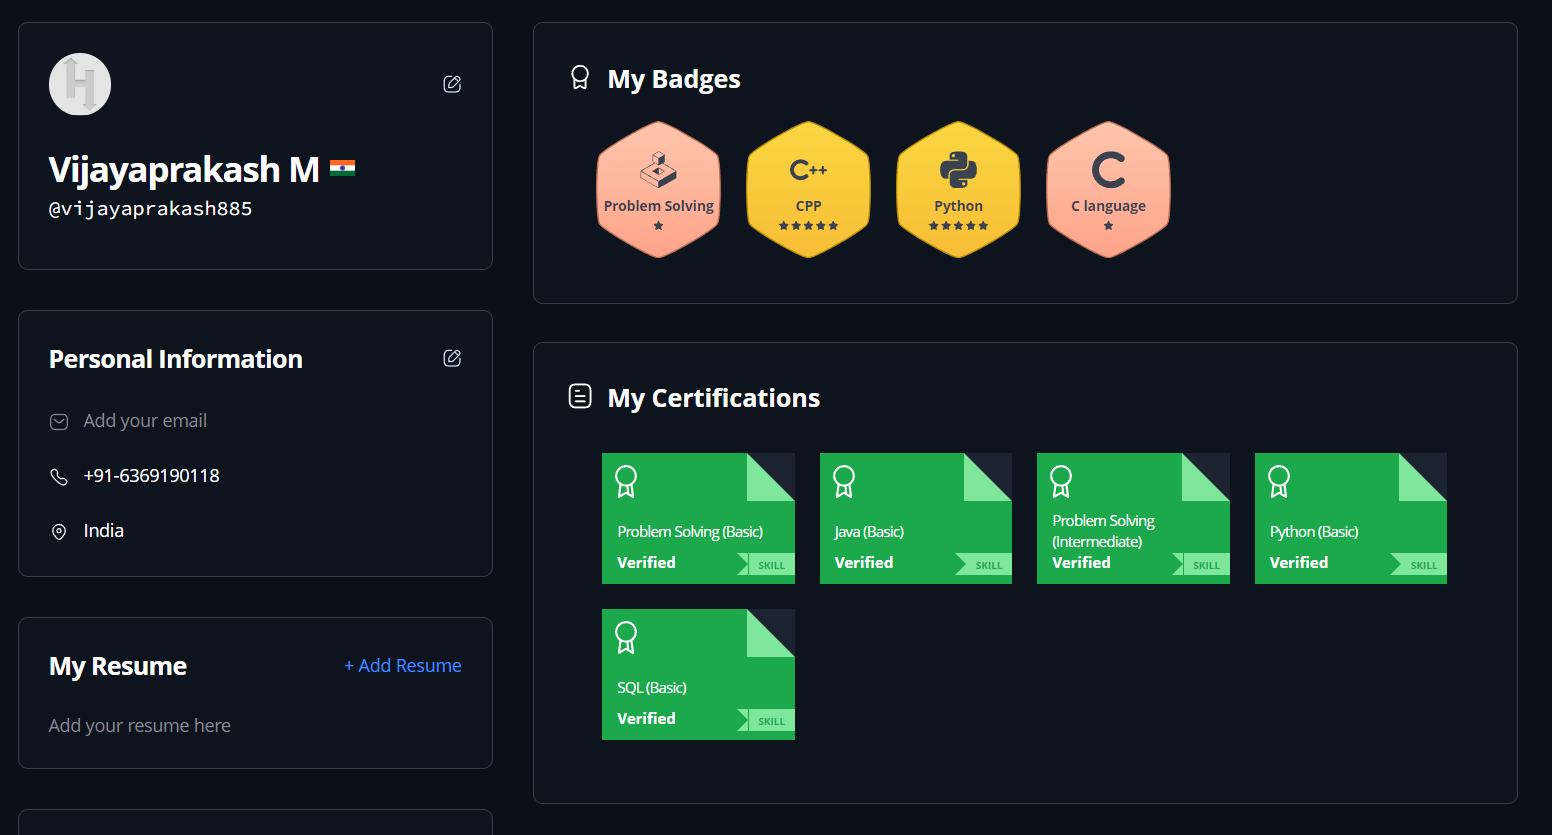 Vijayaprakash M
@vijayaprakash885
Personal Information
Add your email
+91-6369190118
India
My Resume
+ Add Resume
Add your resume here
My Badges
Problem Solving
C++
CPP
Python
C
C language
My Certifications
Problem Solving (Basic)
Verified
SKILL
Java (Basic)
Verified
SKILL
Problem Solving
(Intermediate)
Verified
SKILL
Python (Basic)
Verified
SKILL
SQL (Basic)
Verified
SKILL